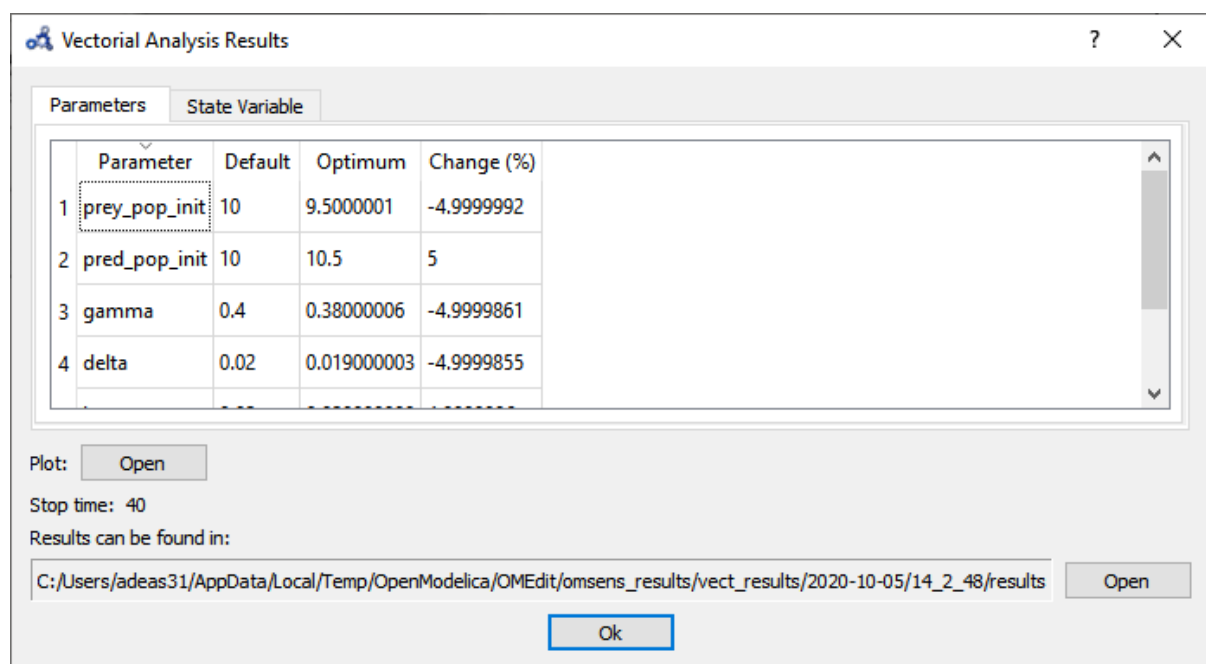 Vectorial Analysis Results ?
Parameters State Variable
Parameter Default Optimum Change (%)
1 prey_pop_init 10 9.5000001 -4.9999992
2 pred_pop_init 10 10.5 5
3 gamma 0.4 0.38000006 -4.9999861
4 delta 0.02 0.019000003 -4.9999855
Plot: Open
Stop time: 40
Results can be found in:
C:/Users/adeas31/AppData/Local/Temp/OpenModelica/OMEdit/omsens_results/vect_results/2020-10-05/14_2_48/results Open
Ok